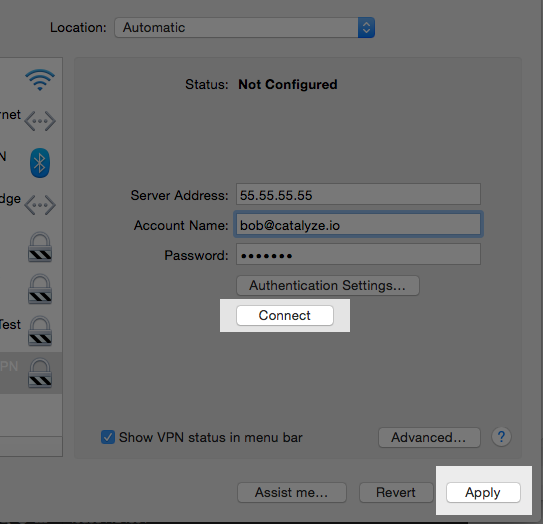 Location: Automatic
Status: Not Configured
rnet
N
Server Address: 55.55.55.55
dge
Account Name: bob@catalyze.io
Password: •••••••
Authentication Settings...
Connect
Test
PN
Show VPN status in menu bar
Advanced...
?
Assist me...
Revert
Apply